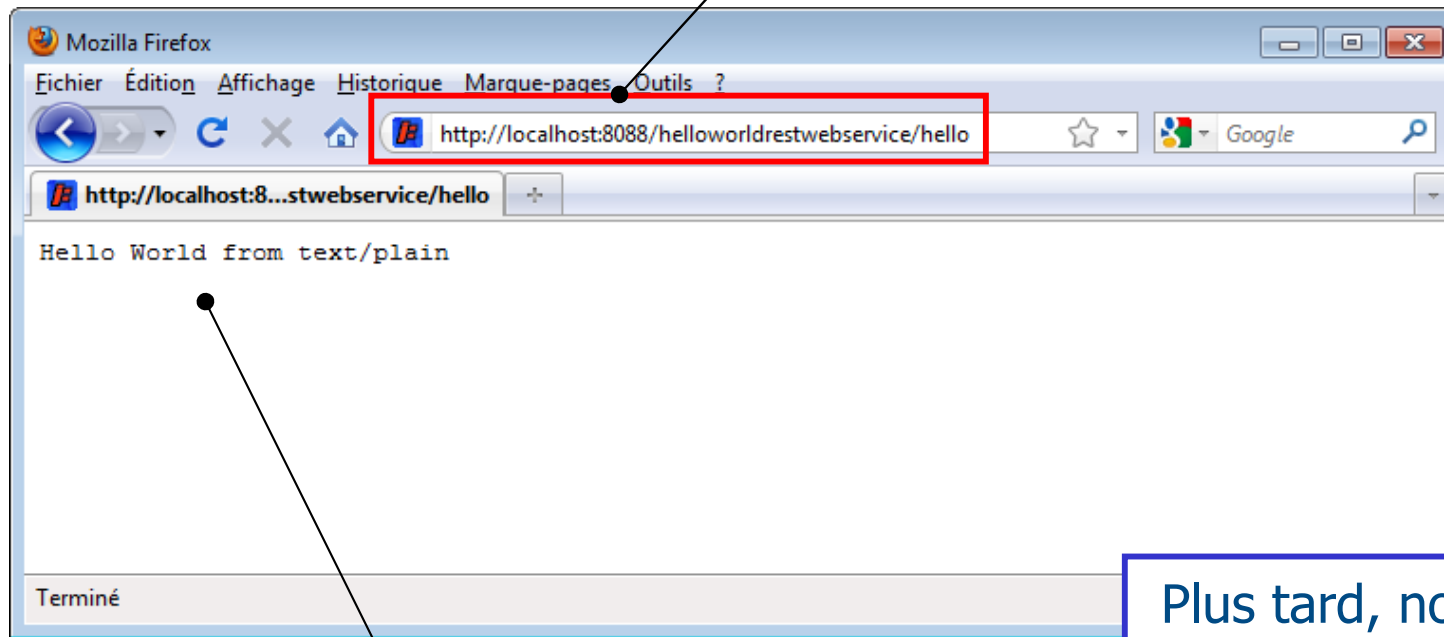 Mozilla Firefox
Fichier Édition Affichage Historique Marque-pages Outils ?
http://localhost:8088/helloworldrestwebservice/hello
Google
http://localhost:8...stwebservice/hello
Hello World from text/plain
Terminé
Plus tard, no